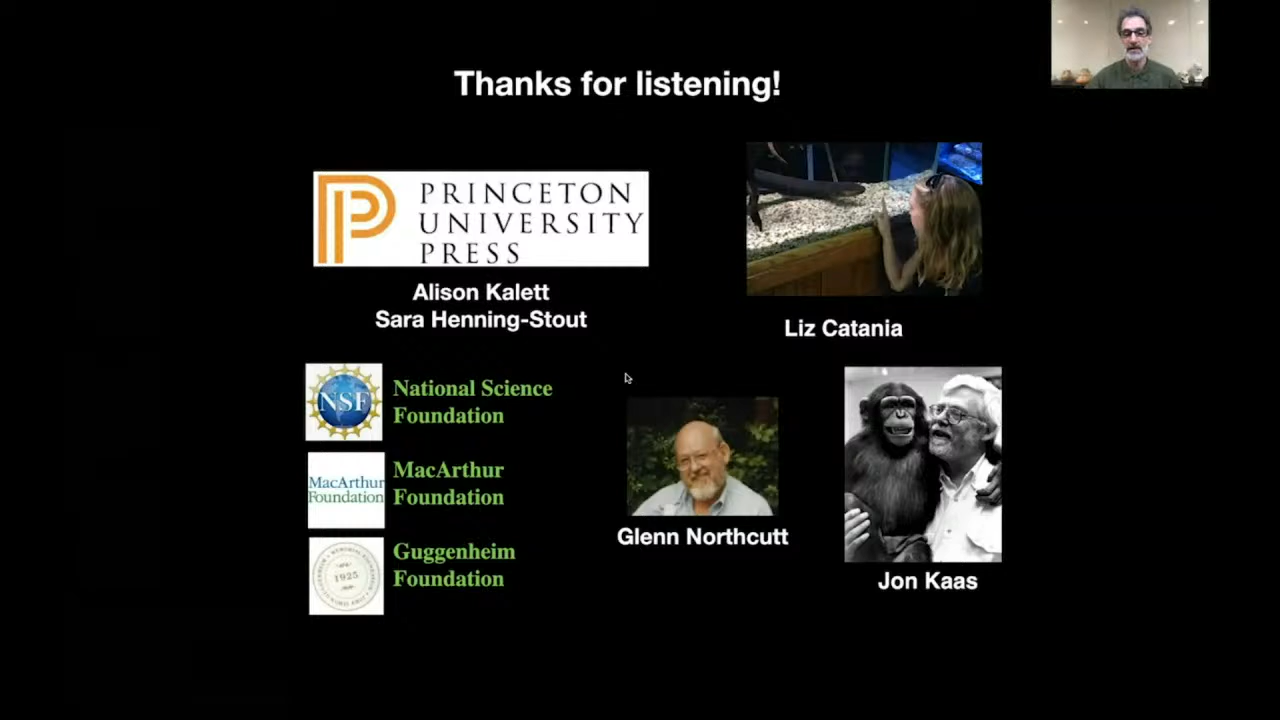 Thanks for listening!
PRINCETON
UNIVERSITY
PRESS
Alison Kalett
Sara Henning-Stout
Liz Catania
NSF
National Science
Foundation
MacArthur
Foundation
MacArthur
Foundation
1925
Guggenheim
Foundation
Glenn Northcutt
Jon Kaas